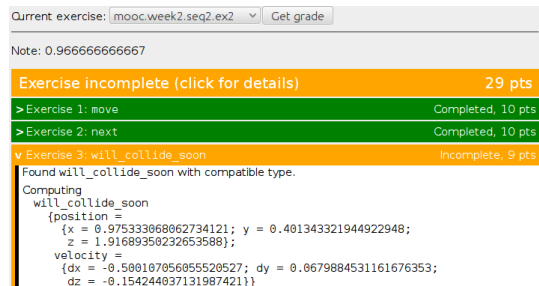 Current exercise: mooc.week2.seq2.ex2 Get grade
Note: 0.966666666667
Exercise incomplete (click for details) 29 pts
> Exercise 1: move Completed, 10 pts
> Exercise 2: next Completed, 10 pts
v Exercise 3: will_collide_soon Incomplete, 9 pts
Found will_collide_soon with compatible type.
Computing
will_collide_soon
{position =
{x = 0.975333068062734121; y = 0.401343321944922948;
z = 1.91689350232653588};
velocity =
{dx = -0.500107056055520527; dy = 0.0679884531161676353;
dz = -0.154244037131987421}}